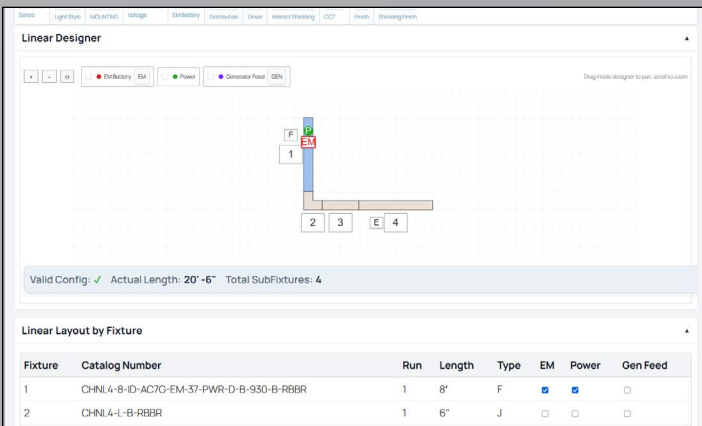 Series Light Style MOUNTING Voltage EM Battery Distribution Driver Indirect Shielding CCT Finish Shielding Finish
Linear Designer
+ - EM Battery EM Power Generator Feed GEN Drag inside designer to pan, scroll to zoom
P
F
EM
1
2 3 E 4
Valid Config: ✓ Actual Length: 20' -6" Total SubFixtures: 4
Linear Layout by Fixture
Fixture Catalog Number Run Length Type EM Power Gen Feed
1 CHNL4-8-ID-AC7G-EM-37-PWR-D-B-930-B-RBBR 1 8' F
2 CHNL4-L-B-RBBR 1 6" J